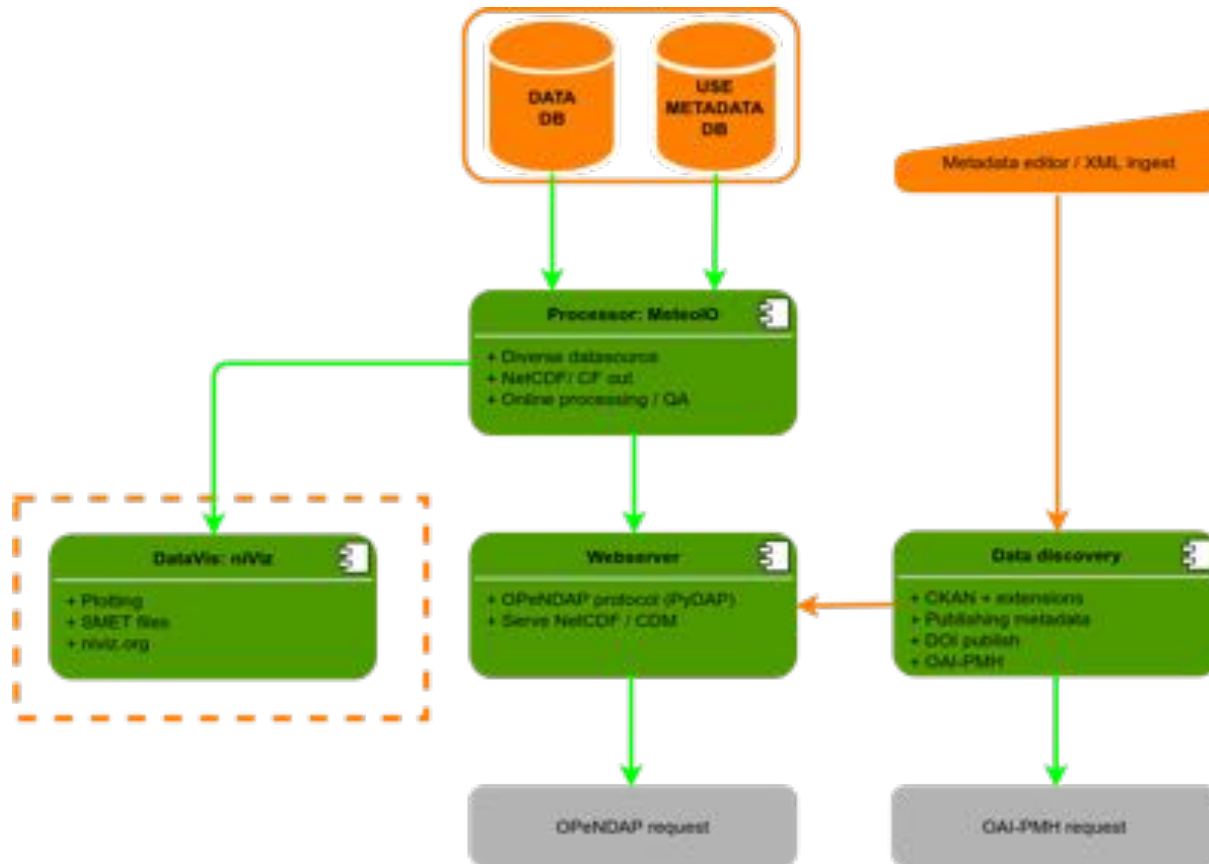 DATA
DB
USE
METADATA
DB
Metadata editor / XML ingest
Processor: MeteoIO
+ Diverse datasource
+ NetCDF/ CF out
+ Online processing / QA
DataVis: niViz
+ Plotting
+ SMET files
+ niviz.org
Webserver
+ OPeNDAP protocol (PyDAP)
+ Serve NetCDF / CDM
Data discovery
+ CKAN + extensions
+ Publishing metadata
+ DOI publish
+ OAI-PMH
OPeNDAP request
OAI-PMH request